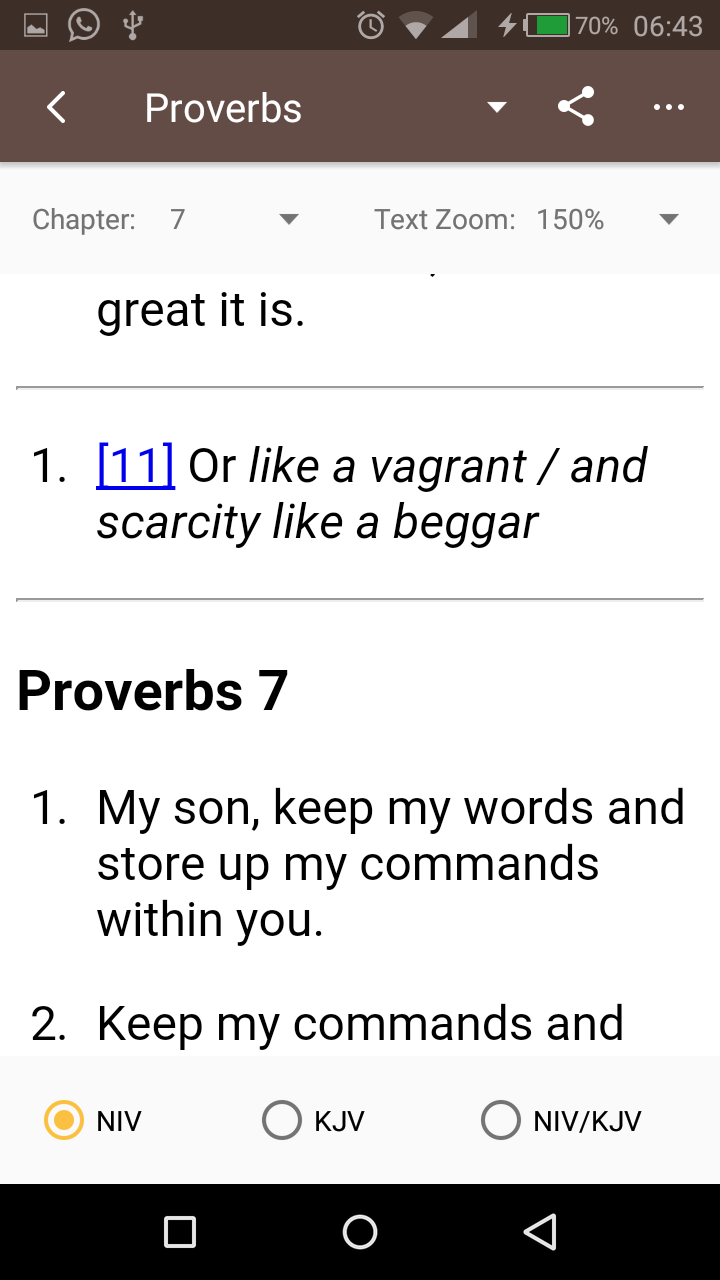 70% 06:43
Proverbs
Chapter: 7 Text Zoom: 150%
great it is.
1. [11] Or like a vagrant / and
scarcity like a beggar
Proverbs 7
1. My son, keep my words and
store up my commands
within you.
2. Keep my commands and
NIV KJV NIV/KJV